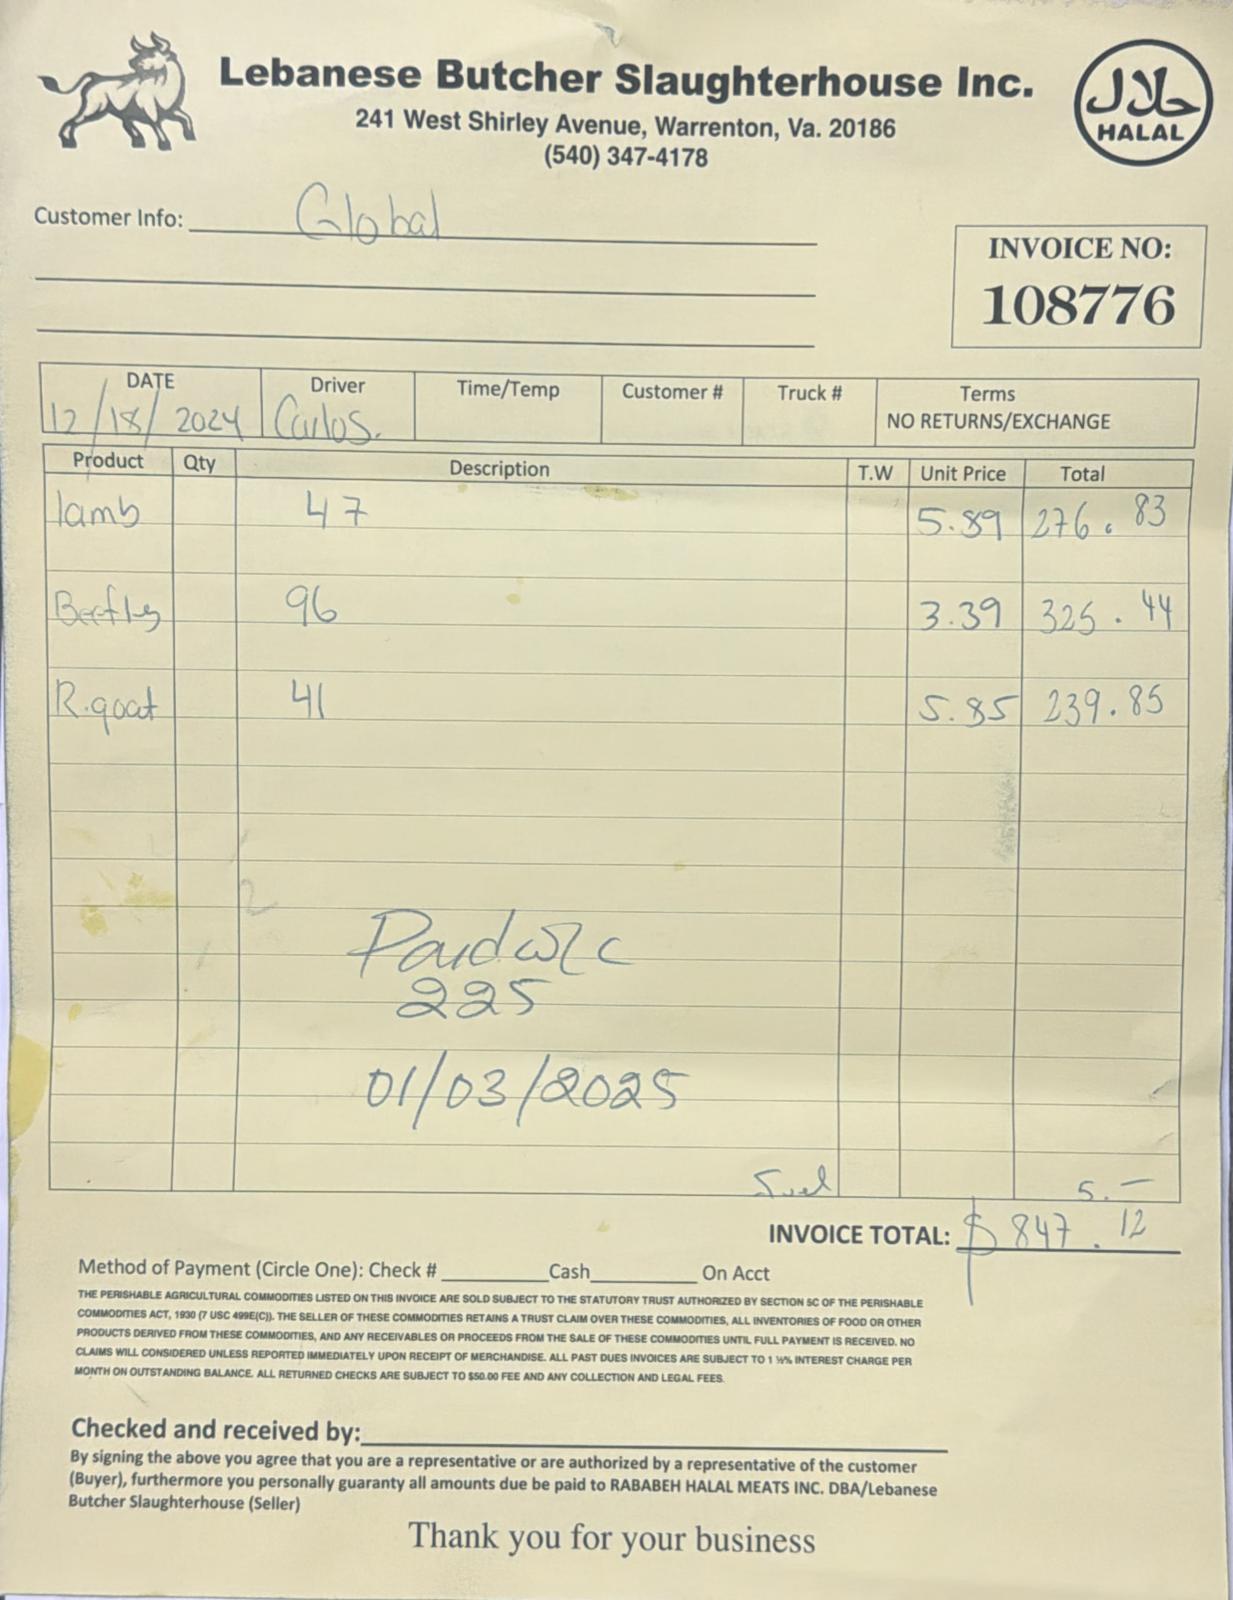 Lebanese Butcher Slaughterhouse Inc.
241 West Shirley Avenue, Warrenton, Va. 20186
(540) 347-4178
حلال
HALAL
Customer Info: Global
INVOICE NO:
108776
DATE Driver Time/Temp Customer # Truck # Terms
12/18/2024 Carlos. NO RETURNS/EXCHANGE
Product Qty Description T.W Unit Price Total
lamb 47 5.89 276.83
Beef 96 3.39 325.44
R.goat 41 5.85 239.85
2
Paid
225
01/03/2025
5.—
INVOICE TOTAL: $ 847.12
Method of Payment (Circle One): Check # ________ Cash ________ On Acct
THE PERISHABLE AGRICULTURAL COMMODITIES LISTED ON THIS INVOICE ARE SOLD SUBJECT TO THE STATUTORY TRUST AUTHORIZED BY SECTION 5C OF THE PERISHABLE
COMMODITIES ACT, 1930 (7 USC 499E(C)). THE SELLER OF THESE COMMODITIES RETAINS A TRUST CLAIM OVER THESE COMMODITIES, ALL INVENTORIES OF FOOD OR OTHER
PRODUCTS DERIVED FROM THESE COMMODITIES, AND ANY RECEIVABLES OR PROCEEDS FROM THE SALE OF THESE COMMODITIES UNTIL FULL PAYMENT IS RECEIVED. NO
CLAIMS WILL CONSIDERED UNLESS REPORTED IMMEDIATELY UPON RECEIPT OF MERCHANDISE. ALL PAST DUES INVOICES ARE SUBJECT TO 1 ½% INTEREST CHARGE PER
MONTH ON OUTSTANDING BALANCE. ALL RETURNED CHECKS ARE SUBJECT TO $50.00 FEE AND ANY COLLECTION AND LEGAL FEES.
Checked and received by:
By signing the above you agree that you are a representative or are authorized by a representative of the customer
(Buyer), furthermore you personally guaranty all amounts due be paid to RABABEH HALAL MEATS INC. DBA/Lebanese
Butcher Slaughterhouse (Seller)
Thank you for your business